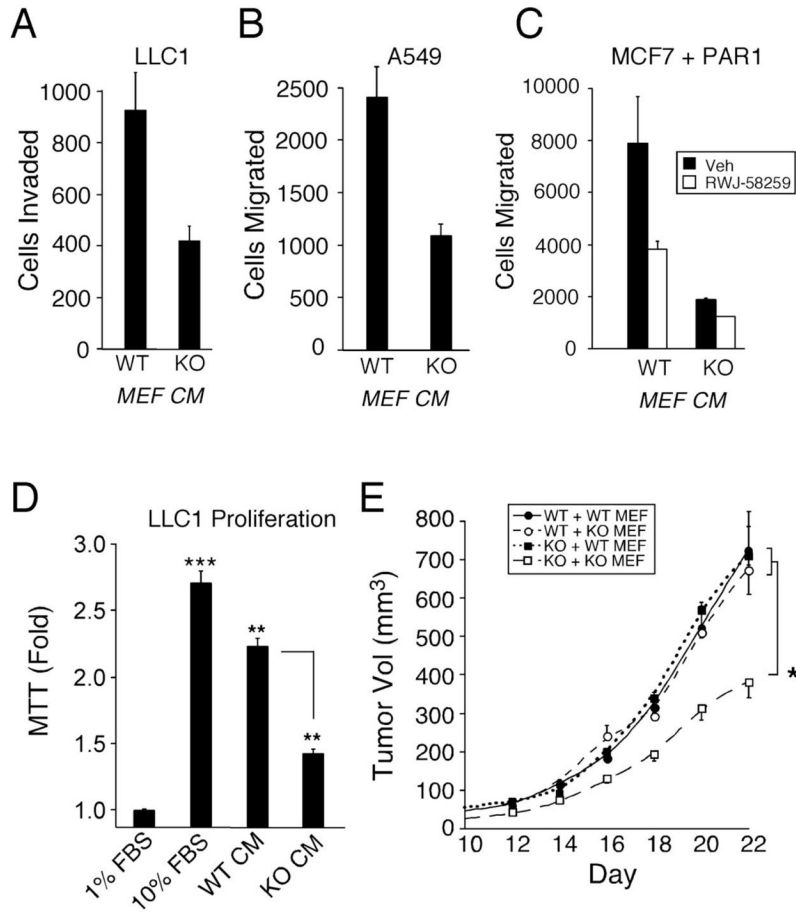 A
LLC1
Cells Invaded
1000
800
600
400
200
0
WT KO
MEF CM
B
A549
Cells Migrated
2500
2000
1500
1000
500
0
WT KO
MEF CM
C
MCF7 + PAR1
Cells Migrated
10000
8000
6000
4000
2000
0
Veh
RWJ-58259
WT KO
MEF CM
D
LLC1 Proliferation
MTT (Fold)
3.0
2.5
2.0
1.5
1.0
***
**
**
1% FBS
10% FBS
WT CM
KO CM
E
WT + WT MEF
WT + KO MEF
KO + WT MEF
KO + KO MEF
Tumor Vol (mm3)
800
700
600
500
400
300
200
100
0
*
10 12 14 16 18 20 22
Day